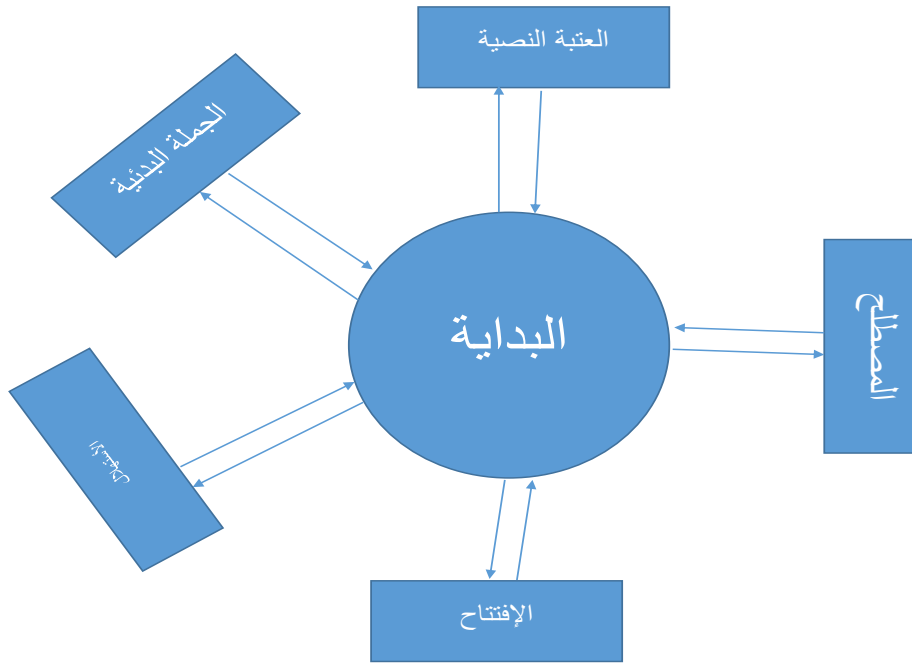 العتبة النصية
الجملة البدئية
البداية
المصطلح
الإفتتاح